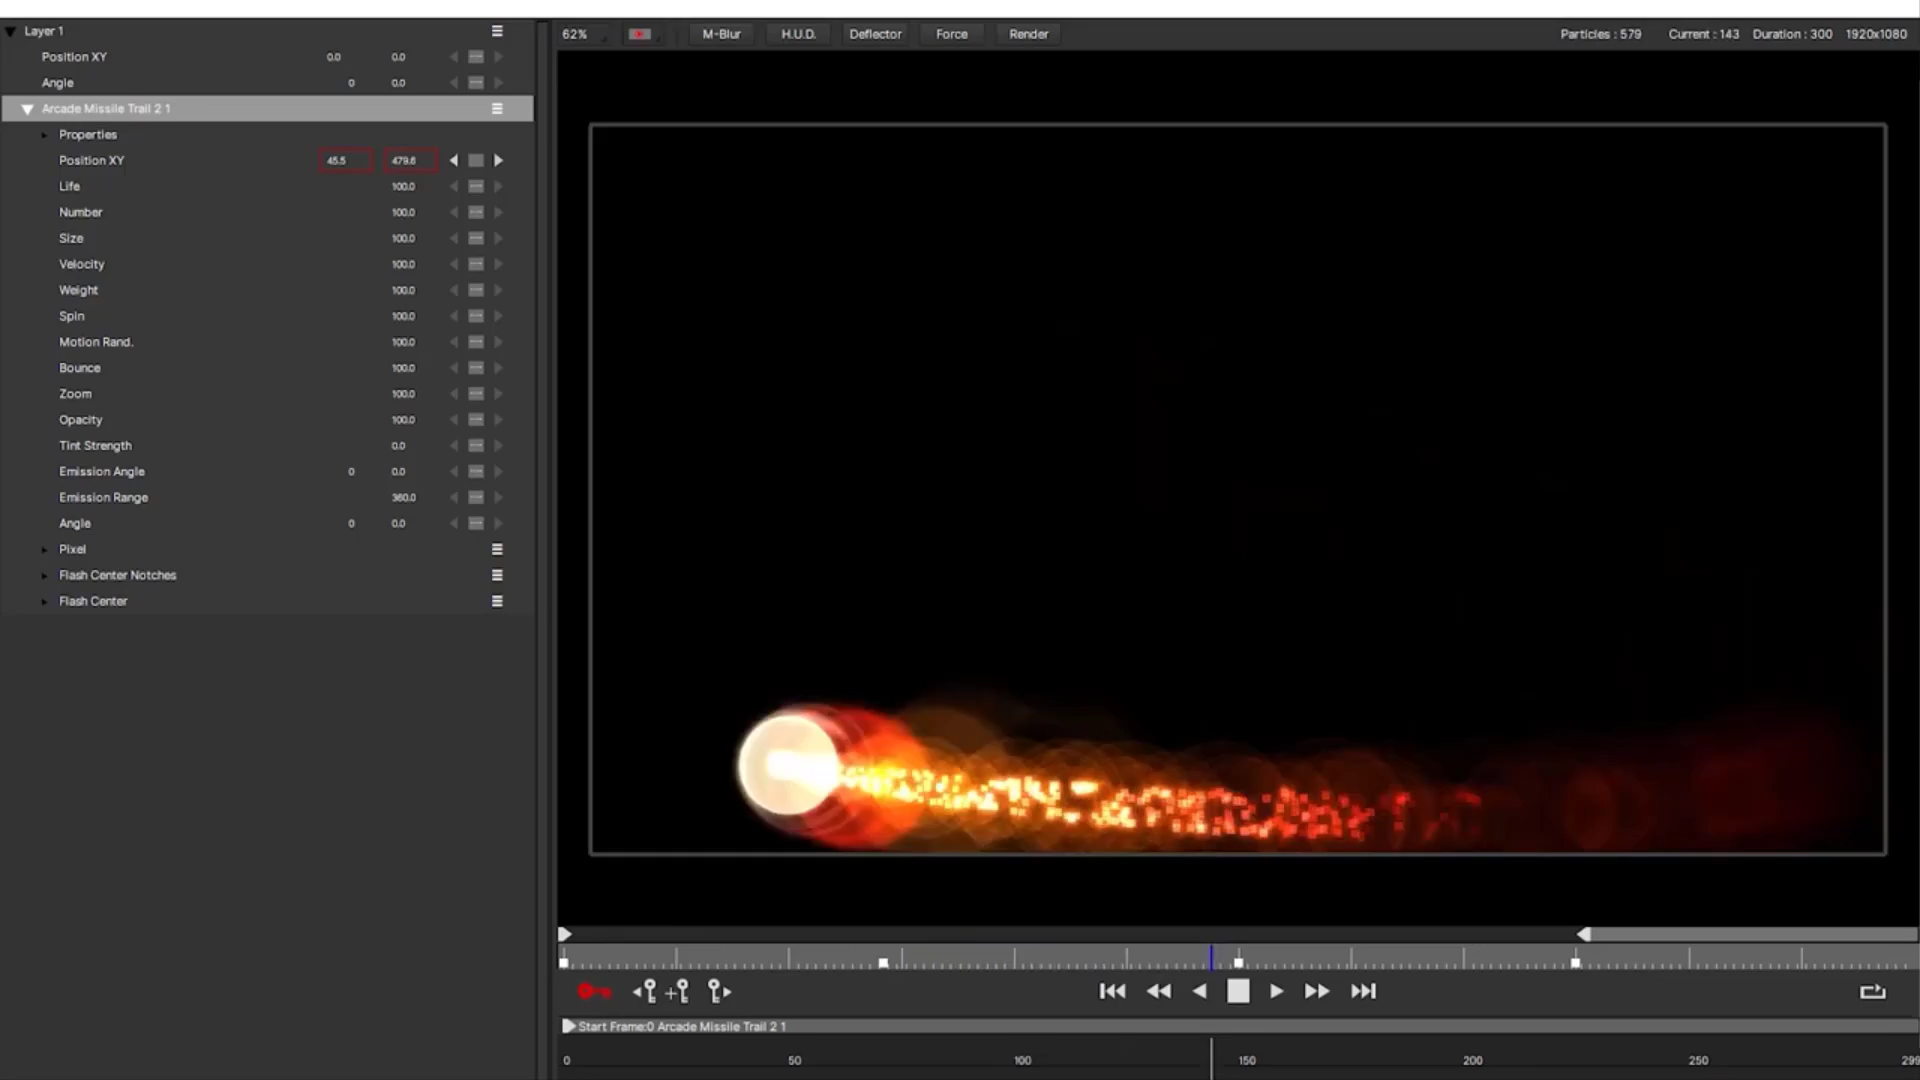 Layer 1
Position XY 0.0 0.0
Angle 0 0.0
Arcade Missile Trail 2 1
Properties
Position XY 45.5 479.6
Life 100.0
Number 100.0
Size 100.0
Velocity 100.0
Weight 100.0
Spin 100.0
Motion Rand. 100.0
Bounce 100.0
Zoom 100.0
Opacity 100.0
Tint Strength 0.0
Emission Angle 0 0.0
Emission Range 360.0
Angle 0 0.0
Pixel
Flash Center Notches
Flash Center
62% M-Blur H.U.D. Deflector Force Render Particles : 579 Current : 143 Duration : 300 1920x1080
Start Frame:0 Arcade Missile Trail 2 1
0 50 100 150 200 250 299